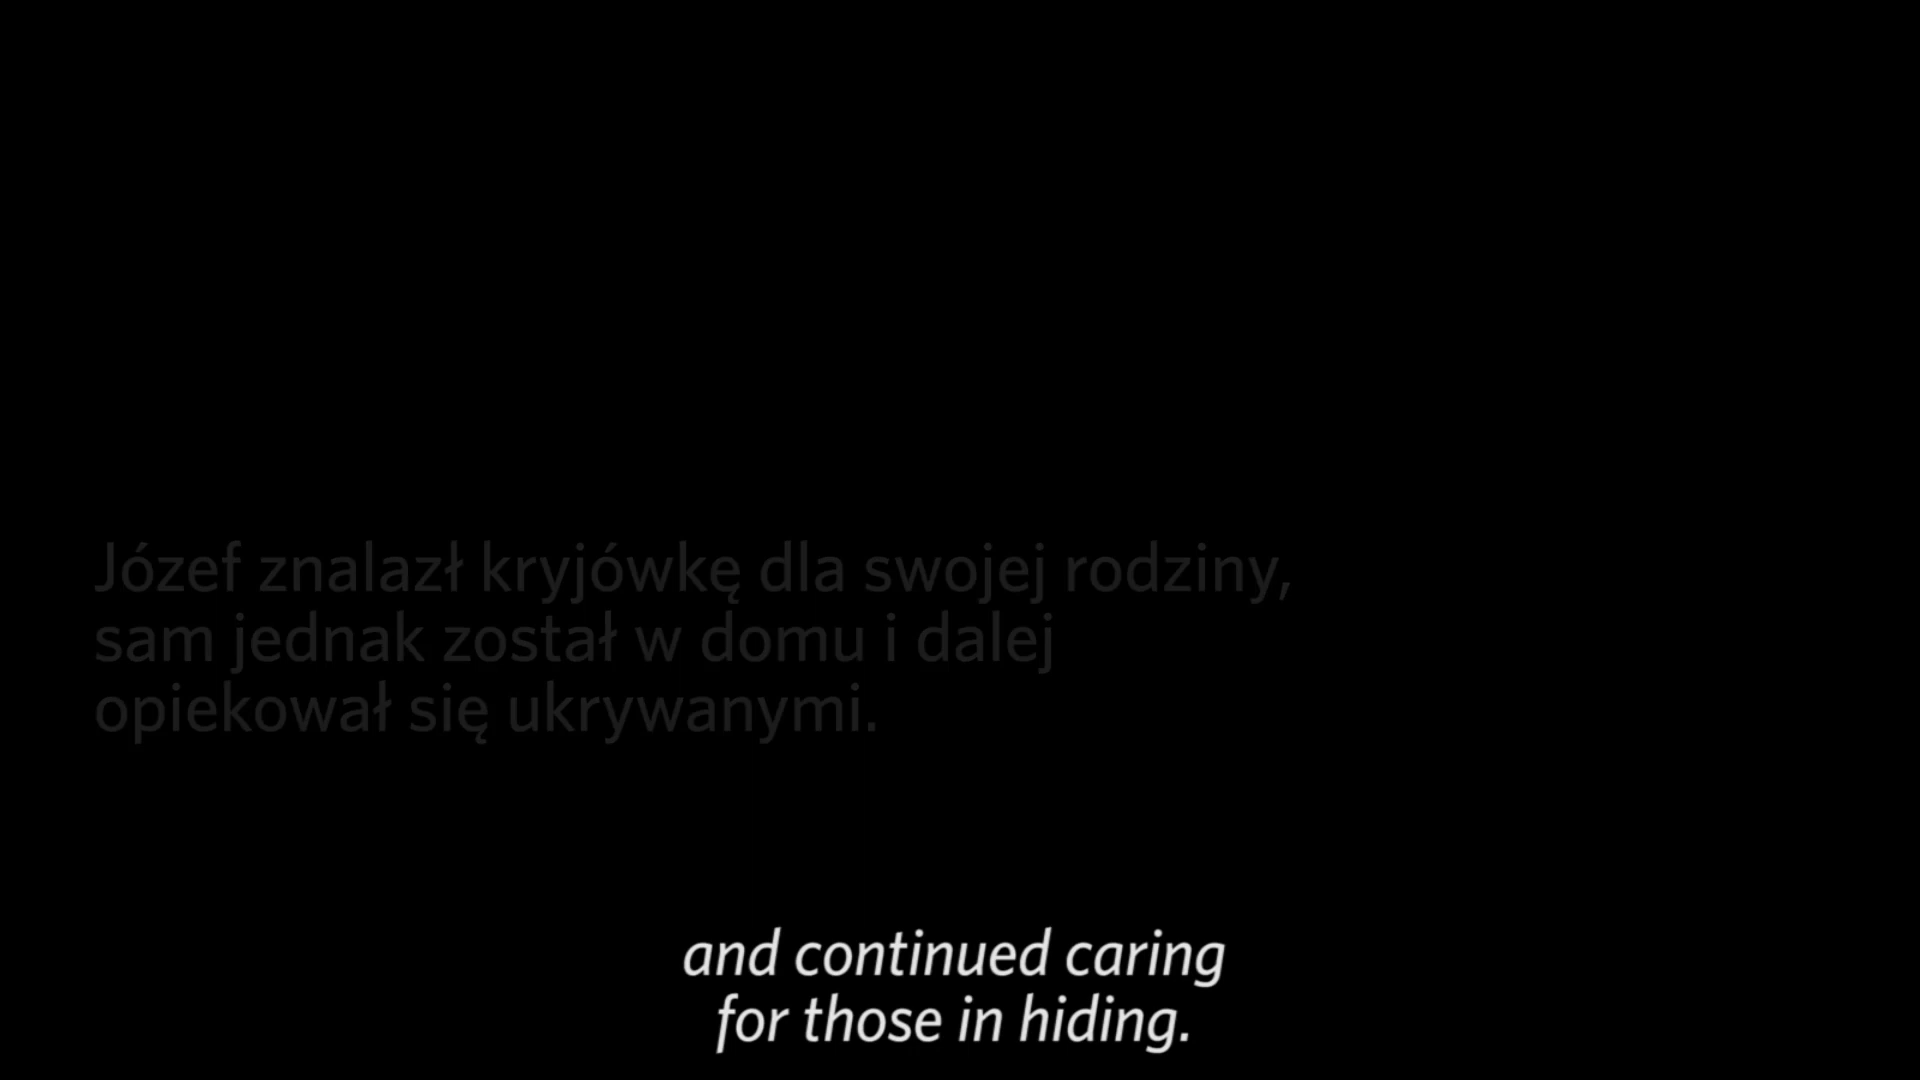 Józef znalazł kryjówkę dla swojej rodziny,
sam jednak został w domu i dalej
opiekował się ukrywanymi.
and continued caring
for those in hiding.